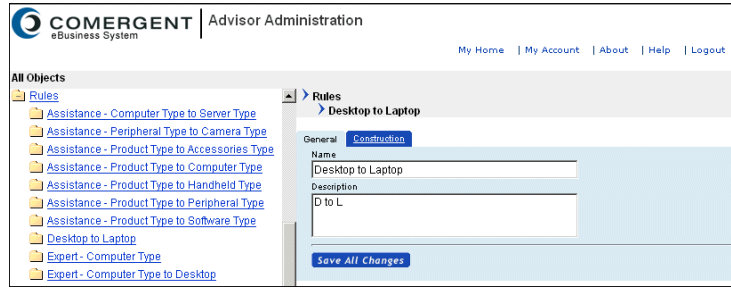 COMERGENT
eBusiness System
Advisor Administration
My Home | My Account | About | Help | Logout
All Objects
Rules
Assistance - Computer Type to Server Type
Assistance - Peripheral Type to Camera Type
Assistance - Product Type to Accessories Type
Assistance - Product Type to Computer Type
Assistance - Product Type to Handheld Type
Assistance - Product Type to Peripheral Type
Assistance - Product Type to Software Type
Desktop to Laptop
Expert - Computer Type
Expert - Computer Type to Desktop
Rules
Desktop to Laptop
General Construction
Name
Desktop to Laptop
Description
D to L
Save All Changes